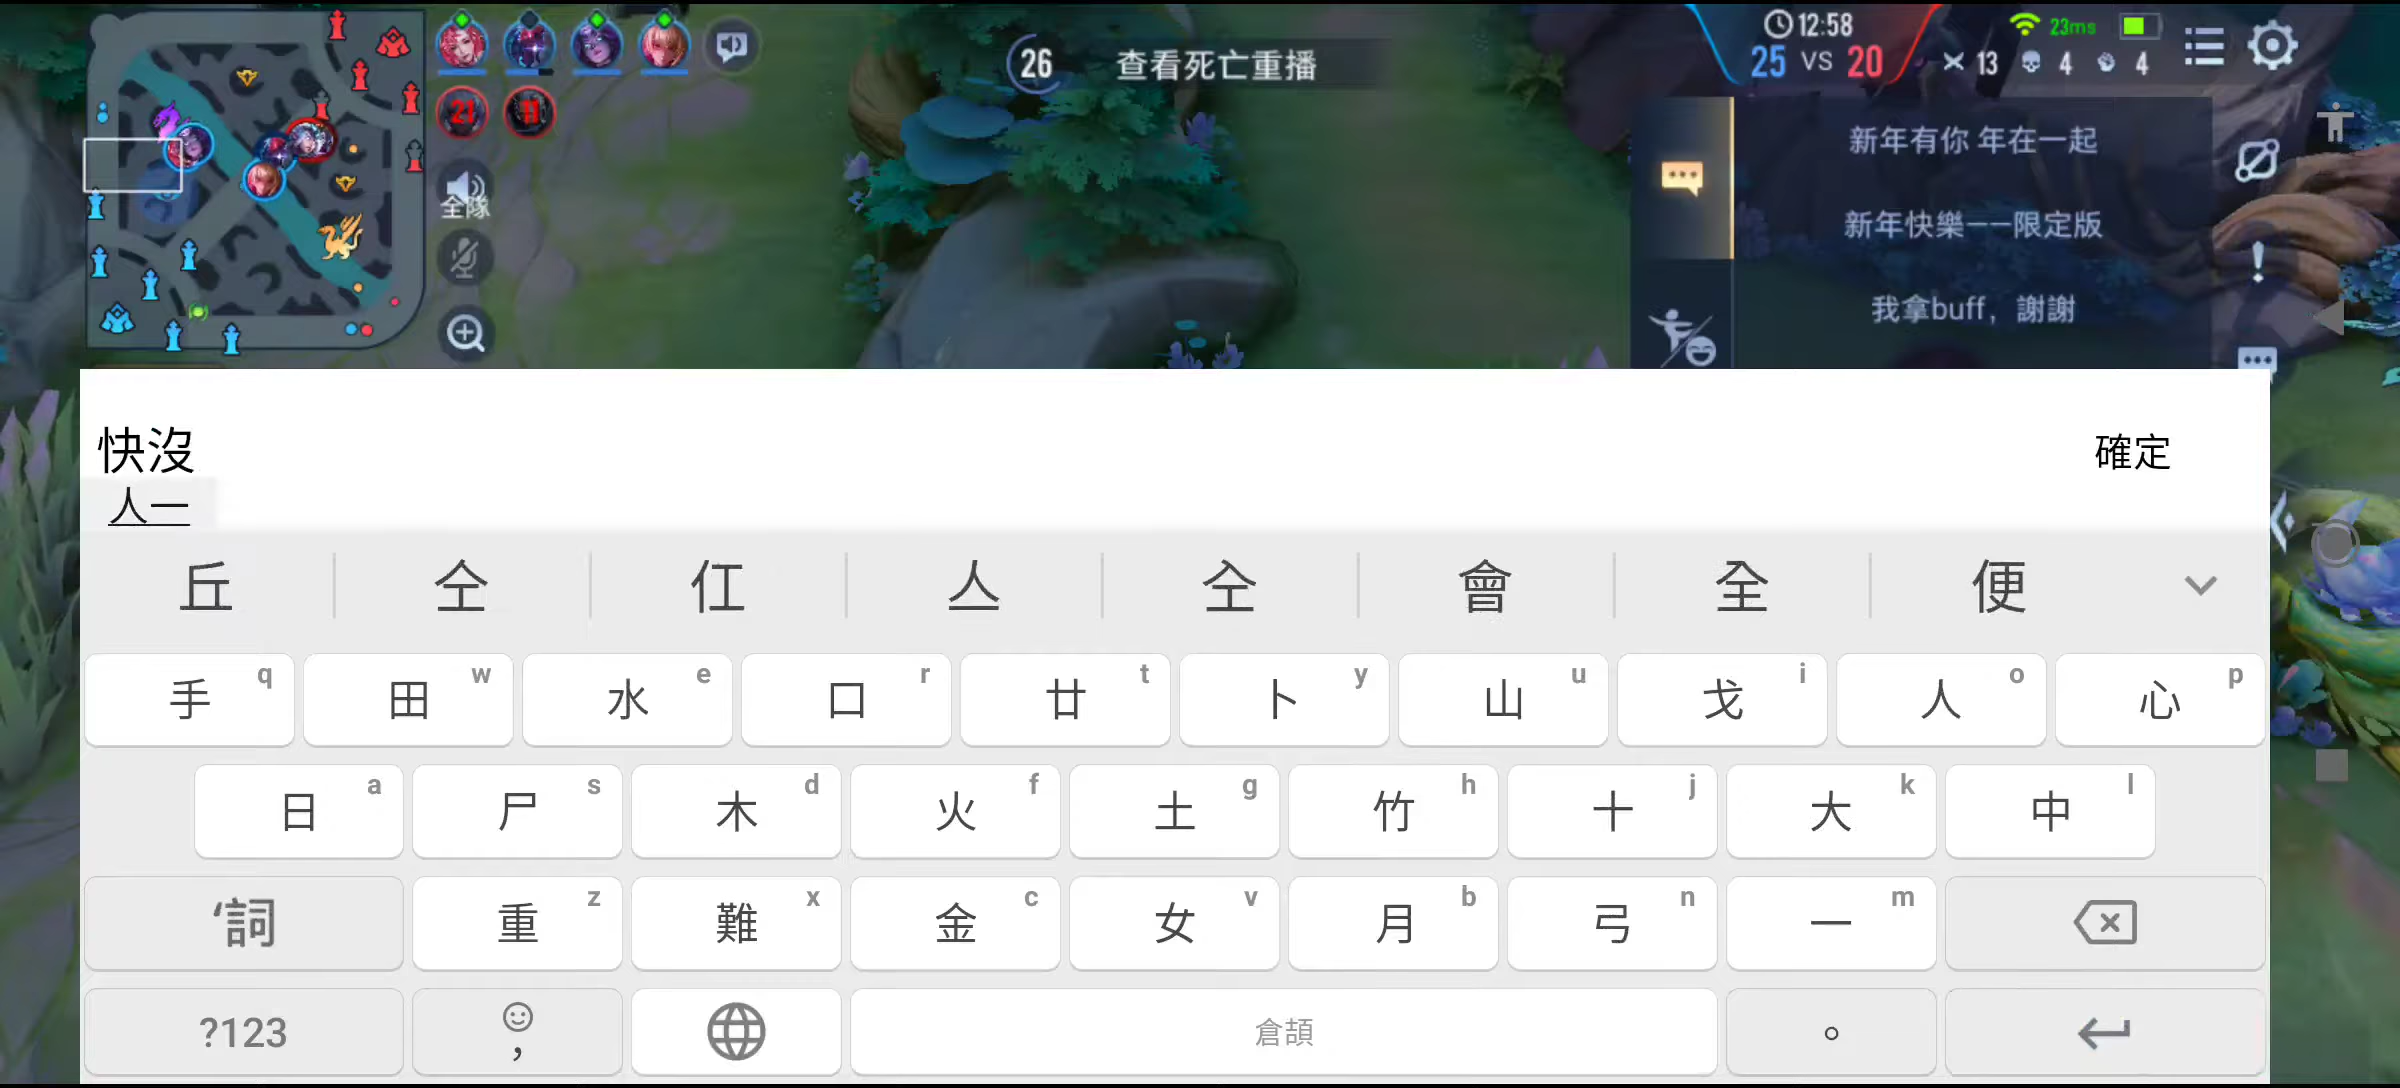 26 查看死亡重播
12:58
25 VS 20
23ms
13 4 4
21 11
全隊
新年有你 年在一起
新年快樂——限定版
我拿buff，謝謝
快沒
確定
人一
丘 仝 仜 亼 仝 會 全 便
手 q 田 w 水 e 口 r 廿 t 卜 y 山 u 戈 i 人 o 心 p
日 a 尸 s 木 d 火 f 土 g 竹 h 十 j 大 k 中 l
'詞 重 z 難 x 金 c 女 v 月 b 弓 n 一 m
?123 , 倉頡 。